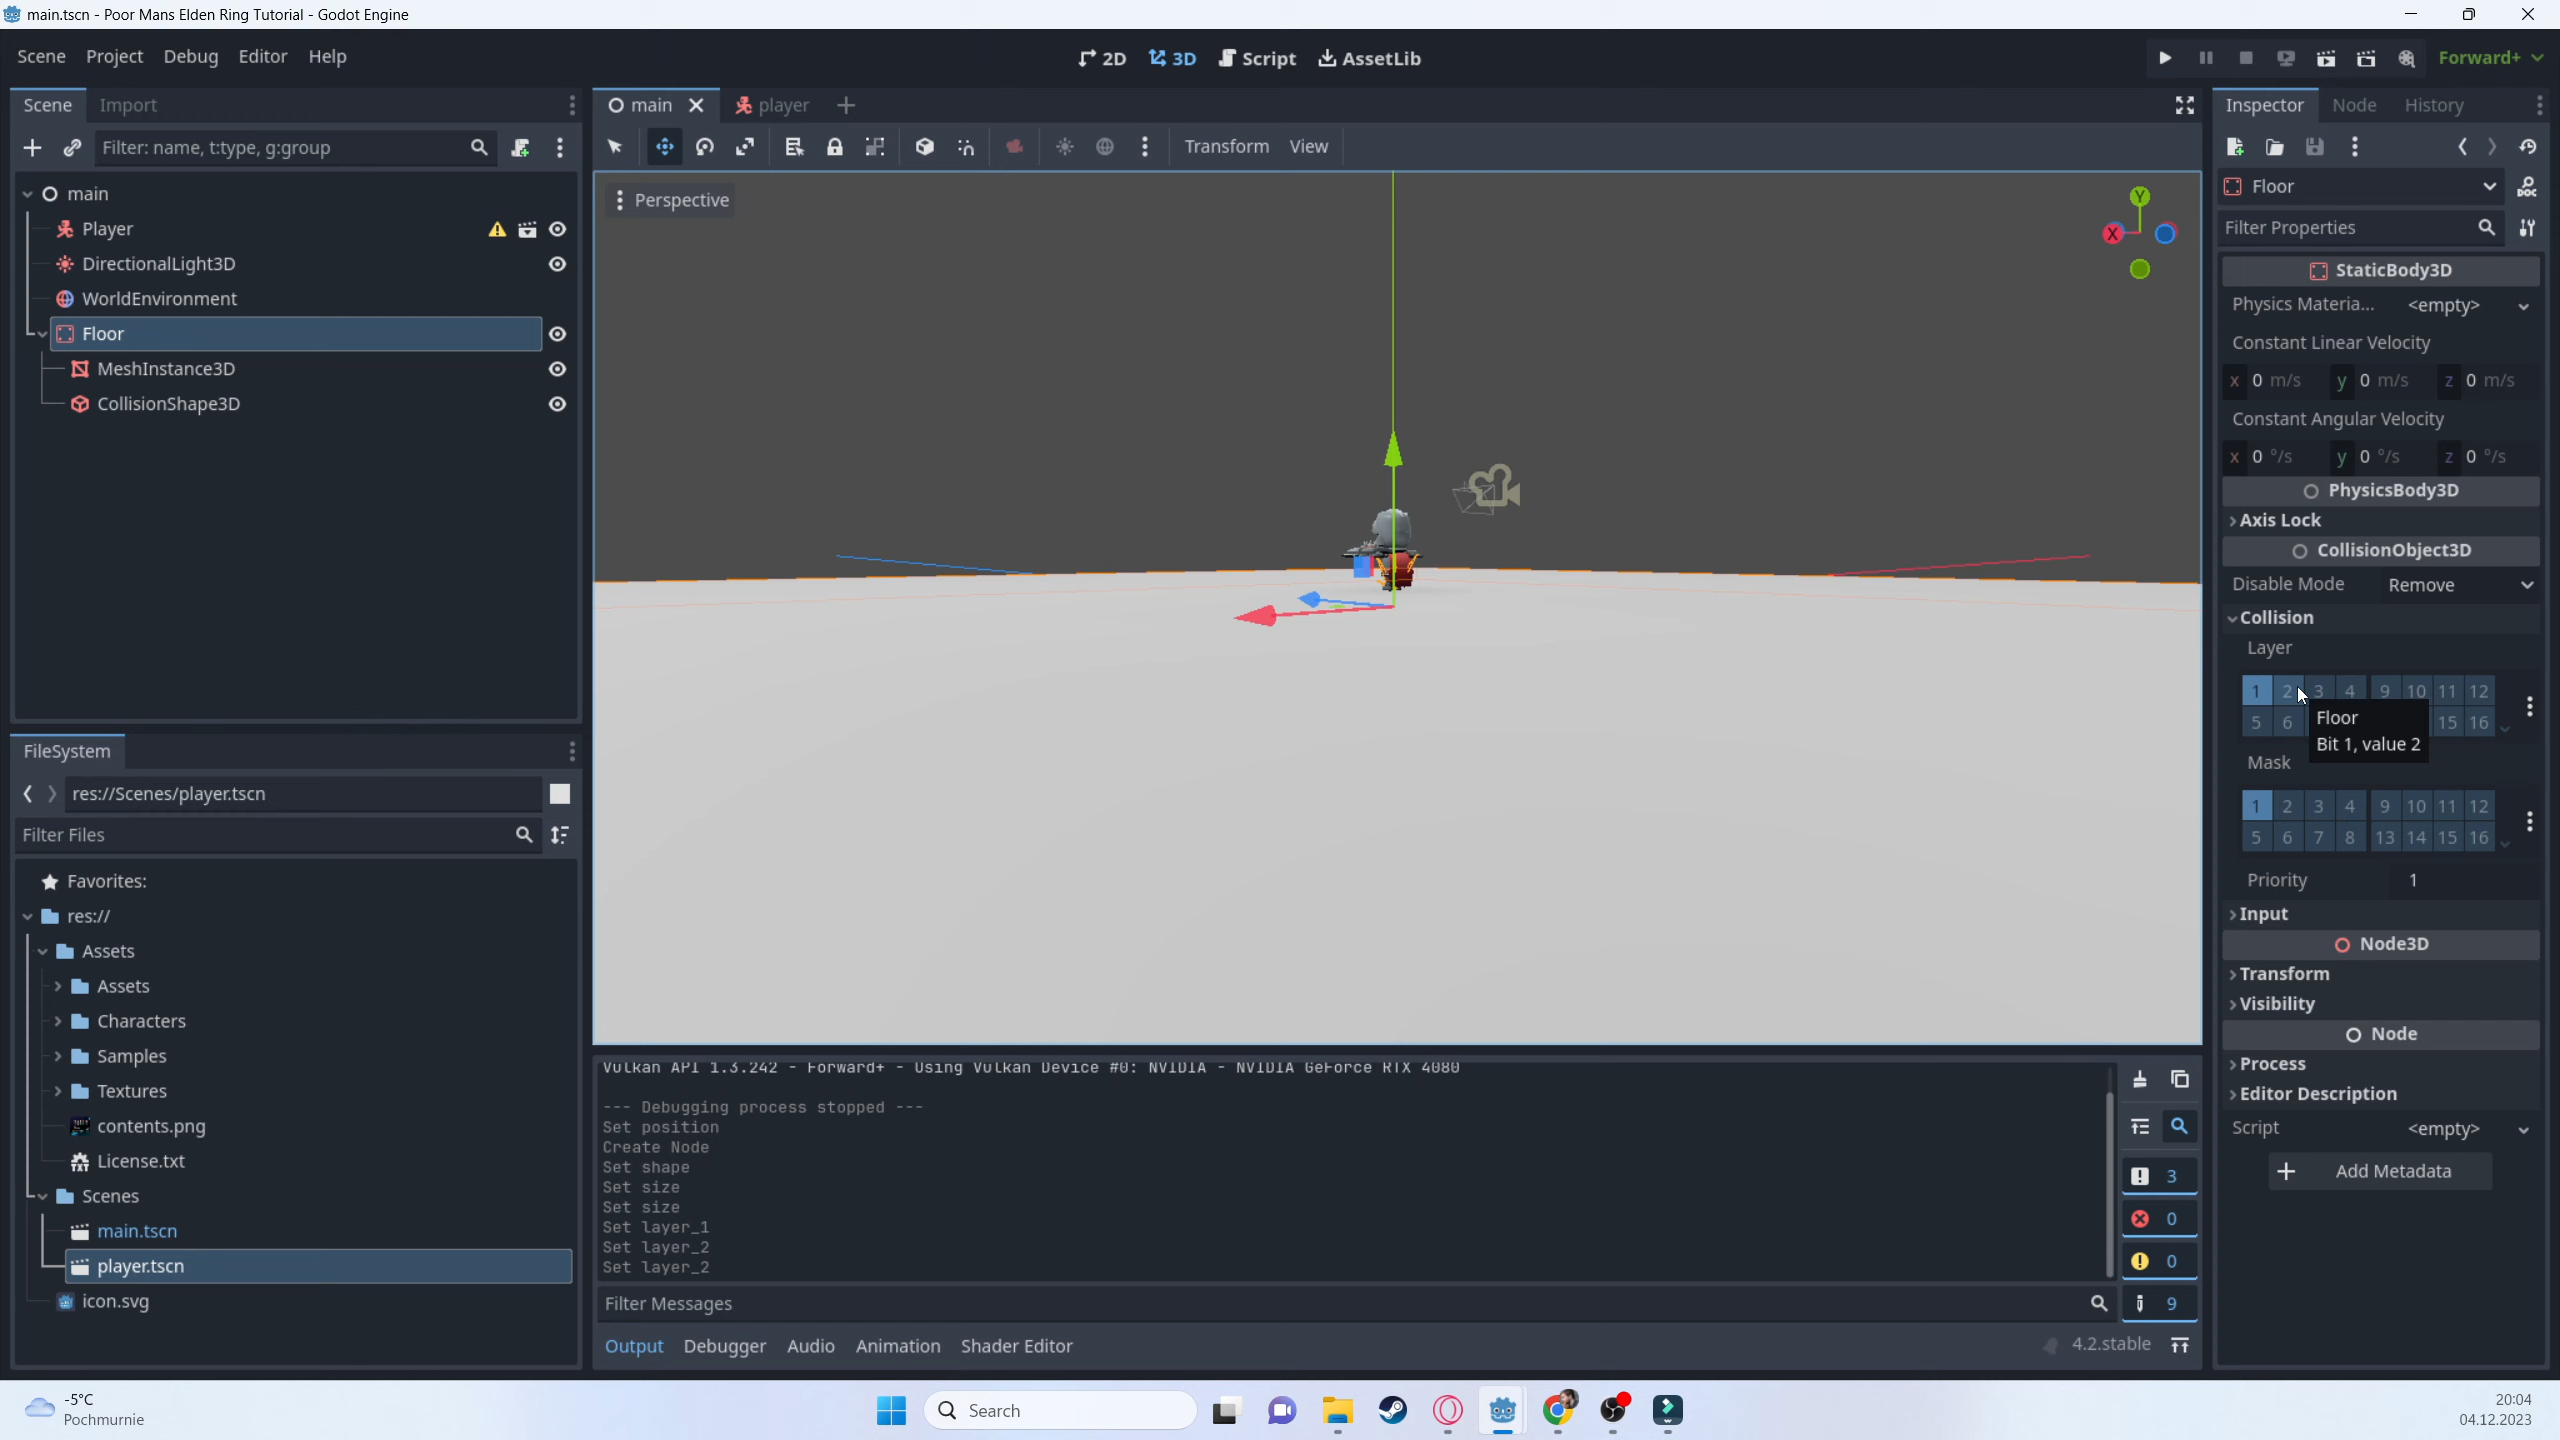 main.tscn - Poor Mans Elden Ring Tutorial - Godot Engine
Scene Project Debug Editor Help
2D 3D Script AssetLib
Forward+
Scene Import
Filter: name, t:type, g:group
main
Player
DirectionalLight3D
WorldEnvironment
Floor
MeshInstance3D
CollisionShape3D
FileSystem
res://Scenes/player.tscn
Filter Files
Favorites:
res://
Assets
Assets
Characters
Samples
Textures
contents.png
License.txt
Scenes
main.tscn
player.tscn
icon.svg
main player
Transform View
Perspective
Y
X
Vulkan API 1.3.242 - Forward+ - Using Vulkan Device #0: NVIDIA - NVIDIA GeForce RTX 4080
--- Debugging process stopped ---
Set position
Create Node
Set shape
Set size
Set size
Set layer_1
Set layer_2
Set layer_2
3
0
0
9
Filter Messages
Output Debugger Audio Animation Shader Editor
4.2.stable
Inspector Node History
Floor
DOC
Filter Properties
StaticBody3D
Physics Materia... <empty>
Constant Linear Velocity
x 0 m/s y 0 m/s z 0 m/s
Constant Angular Velocity
x 0 °/s y 0 °/s z 0 °/s
PhysicsBody3D
Axis Lock
CollisionObject3D
Disable Mode Remove
Collision
Layer
1 2 3 4 9 10 11 12
5 6 15 16
Floor
Bit 1, value 2
Mask
1 2 3 4 9 10 11 12
5 6 7 8 13 14 15 16
Priority 1
Input
Node3D
Transform
Visibility
Node
Process
Editor Description
Script <empty>
Add Metadata
-5°C
Pochmurnie
Search
20:04
04.12.2023